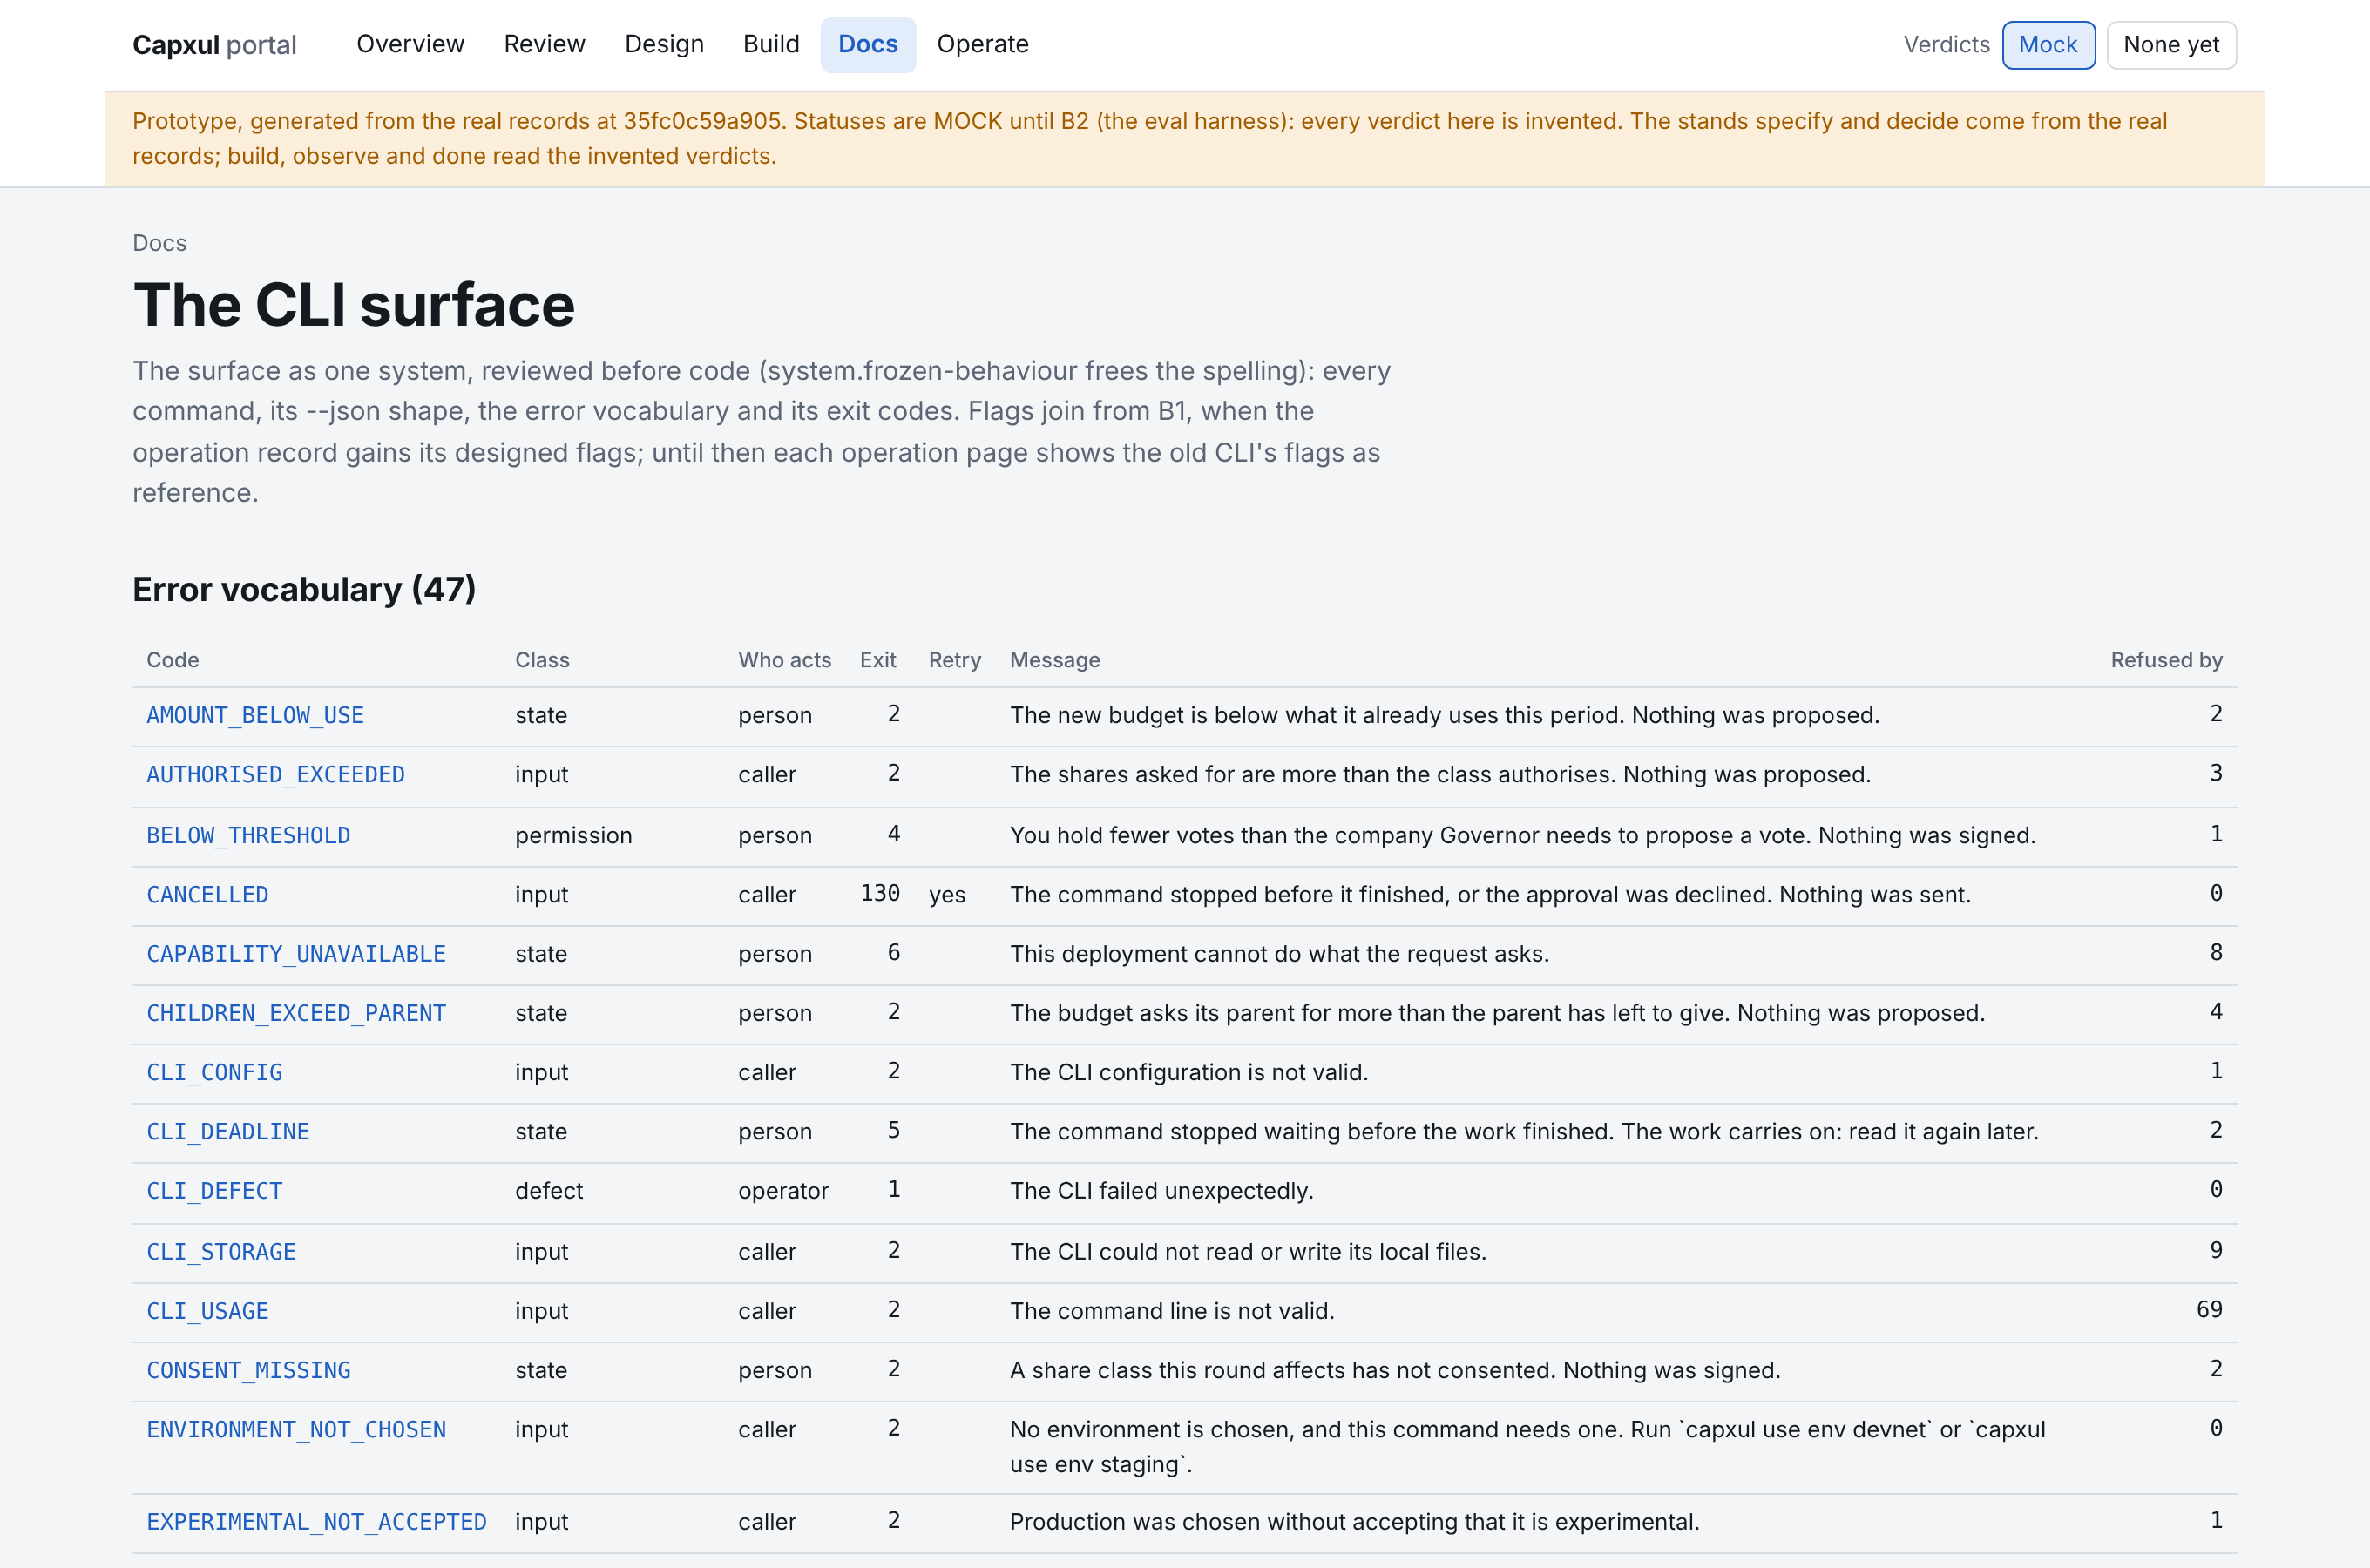 Capxul portal Overview Review Design Build Docs Operate Verdicts Mock None yet
Prototype, generated from the real records at 35fc0c59a905. Statuses are MOCK until B2 (the eval harness): every verdict here is invented. The stands specify and decide come from the real
records; build, observe and done read the invented verdicts.
Docs
The CLI surface
The surface as one system, reviewed before code (system.frozen-behaviour frees the spelling): every
command, its --json shape, the error vocabulary and its exit codes. Flags join from B1, when the
operation record gains its designed flags; until then each operation page shows the old CLI's flags as
reference.
Error vocabulary (47)
Code Class Who acts Exit Retry Message Refused by
AMOUNT_BELOW_USE state person 2 The new budget is below what it already uses this period. Nothing was proposed. 2
AUTHORISED_EXCEEDED input caller 2 The shares asked for are more than the class authorises. Nothing was proposed. 3
BELOW_THRESHOLD permission person 4 You hold fewer votes than the company Governor needs to propose a vote. Nothing was signed. 1
CANCELLED input caller 130 yes The command stopped before it finished, or the approval was declined. Nothing was sent. 0
CAPABILITY_UNAVAILABLE state person 6 This deployment cannot do what the request asks. 8
CHILDREN_EXCEED_PARENT state person 2 The budget asks its parent for more than the parent has left to give. Nothing was proposed. 4
CLI_CONFIG input caller 2 The CLI configuration is not valid. 1
CLI_DEADLINE state person 5 The command stopped waiting before the work finished. The work carries on: read it again later. 2
CLI_DEFECT defect operator 1 The CLI failed unexpectedly. 0
CLI_STORAGE input caller 2 The CLI could not read or write its local files. 9
CLI_USAGE input caller 2 The command line is not valid. 69
CONSENT_MISSING state person 2 A share class this round affects has not consented. Nothing was signed. 2
ENVIRONMENT_NOT_CHOSEN input caller 2 No environment is chosen, and this command needs one. Run `capxul use env devnet` or `capxul 0
use env staging`.
EXPERIMENTAL_NOT_ACCEPTED input caller 2 Production was chosen without accepting that it is experimental. 1